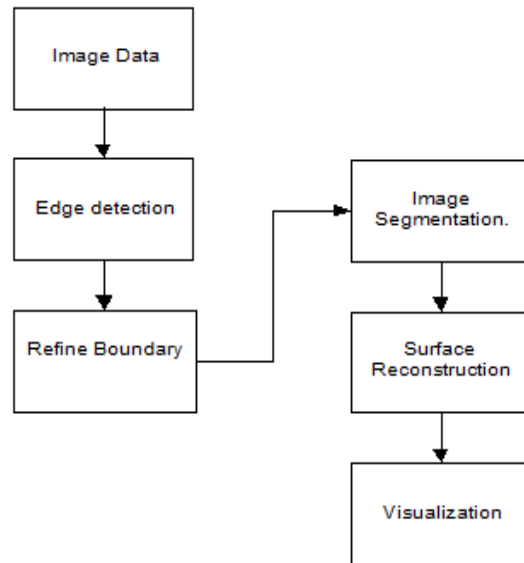 Image Data
Edge detection
Refine Boundary
Image
Segmentation.
Surface
Reconstruction
Visualization